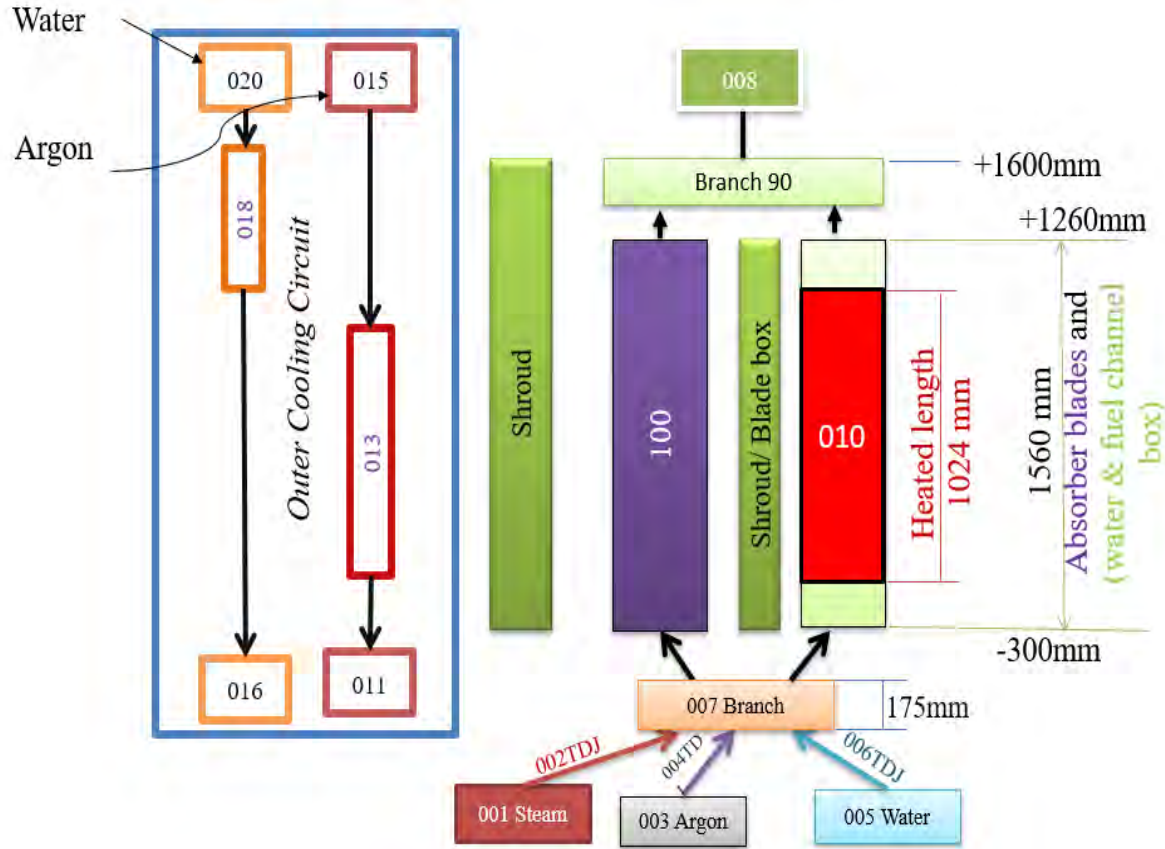 Water
Argon
020
015
018
013
Outer Cooling Circuit
016
011
Shroud
100
Shroud/ Blade box
008
Branch 90
010
+1600mm
+1260mm
Heated length
1024 mm
1560 mm
Absorber blades and
(water & fuel channel
box)
-300mm
007 Branch
175mm
002TDJ
004TD
006TDJ
001 Steam
003 Argon
005 Water